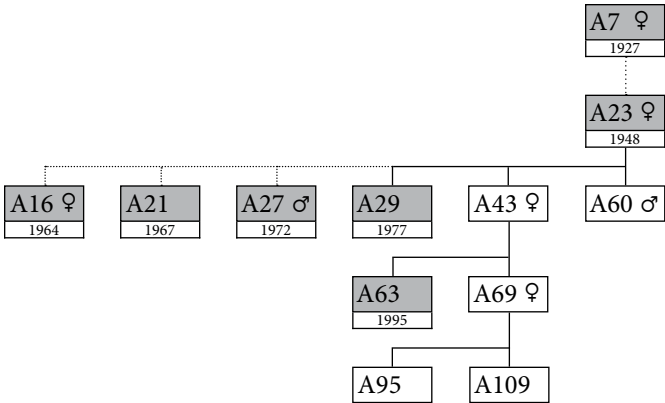 A7 ♀
1927
A23 ♀
1948
A16 ♀
1964
A21
1967
A27 ♂
1972
A29
1977
A43 ♀
A60 ♂
A63
1995
A69 ♀
A95
A109